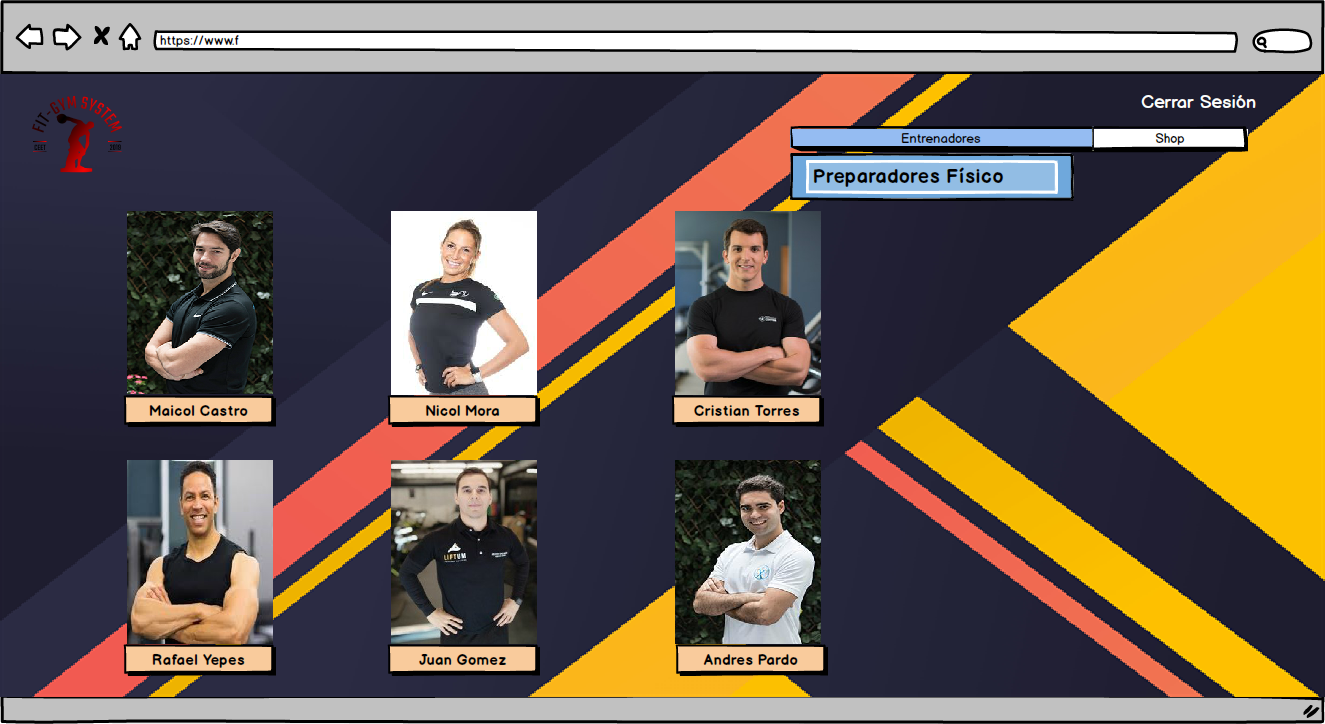 https://www.f
FIT-GYM SYSTEM
Cerrar Sesión
Entrenadores
Shop
Preparadores Físico
Maicol Castro
Nicol Mora
Cristian Torres
LIFTUM
Rafael Yepes
Juan Gomez
Andres Pardo